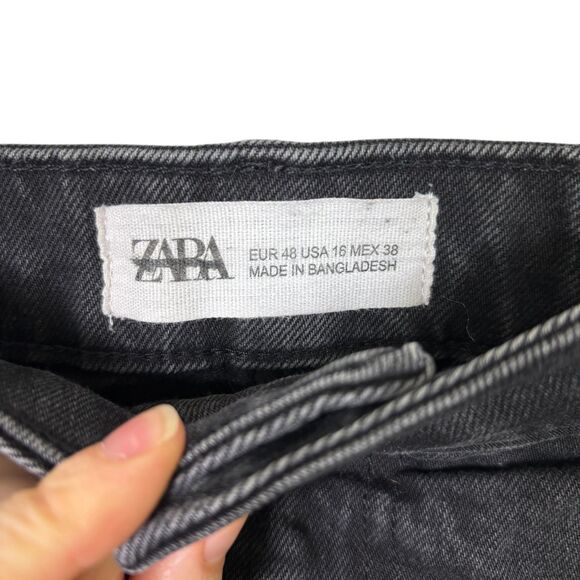 ZARA
EUR 48 USA 16 MEX 38
MADE IN BANGLADESH